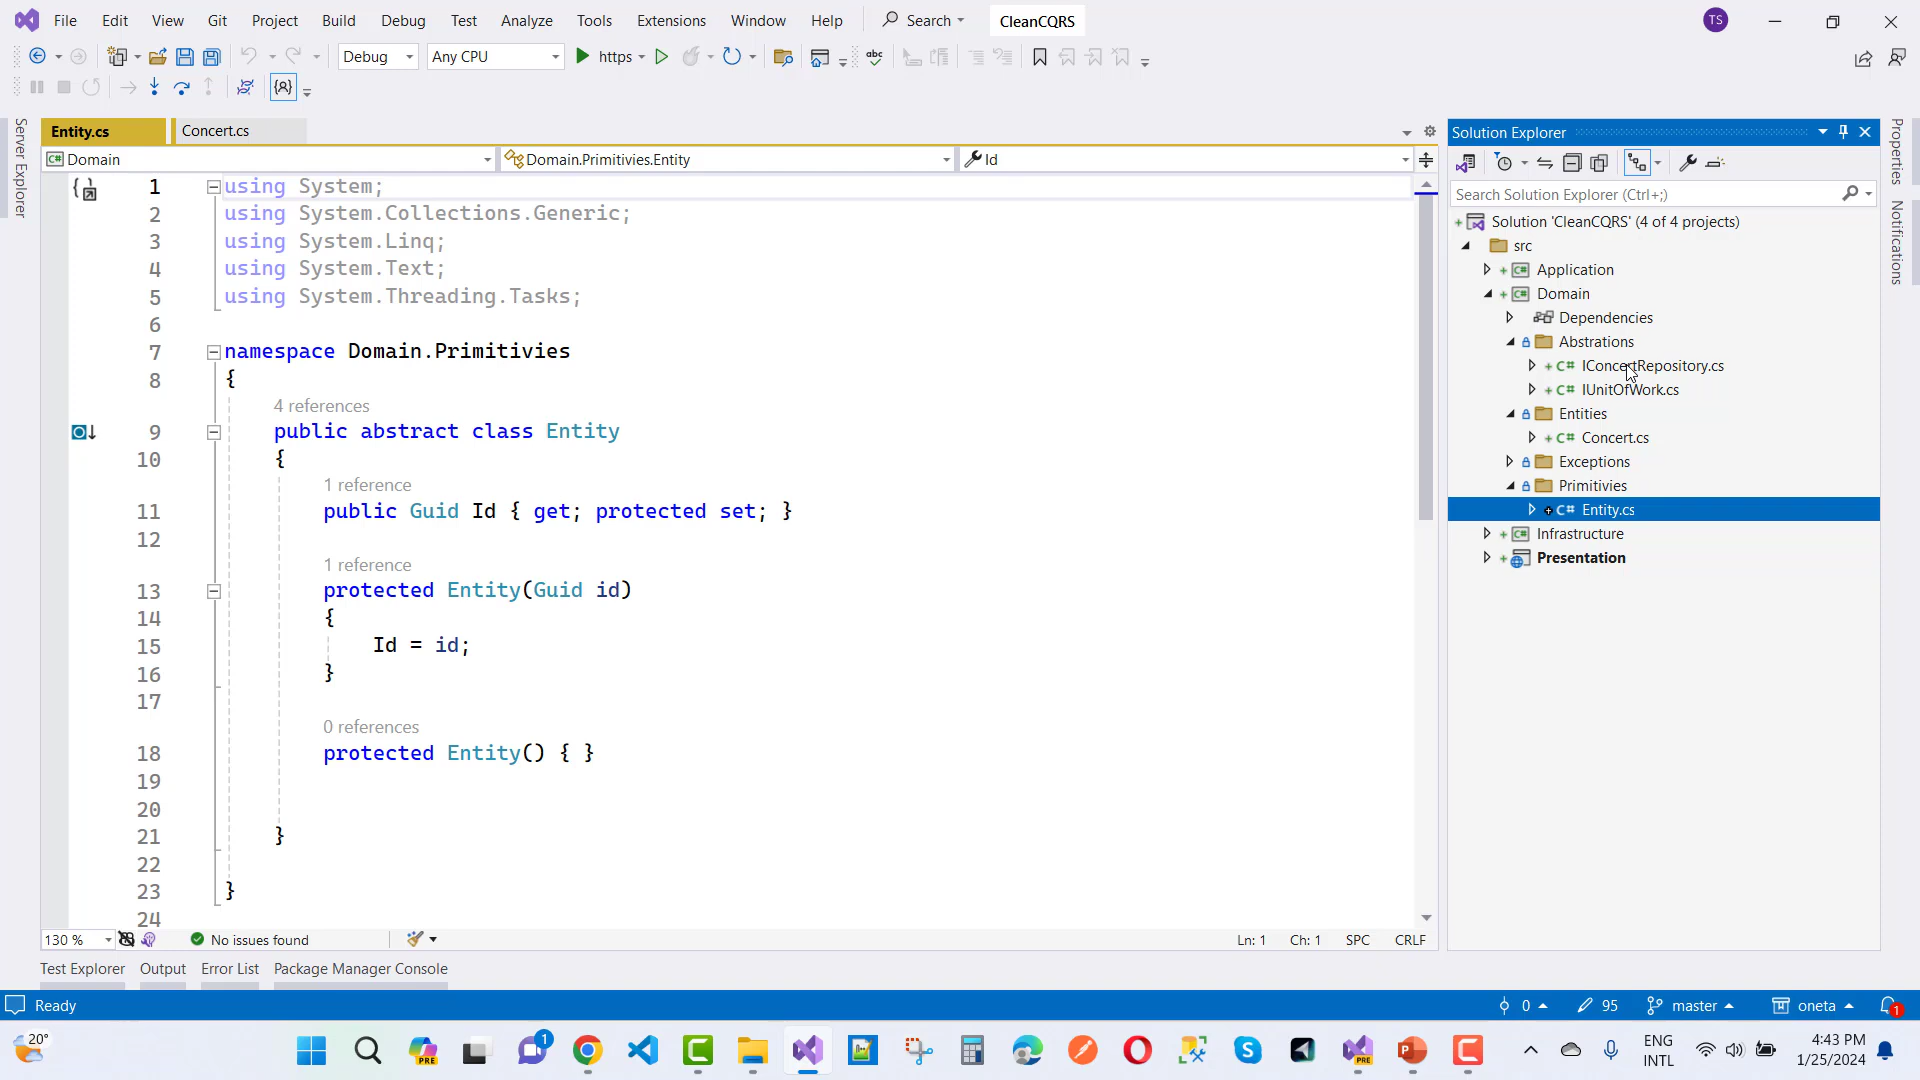 File Edit View Git Project Build Debug Test Analyze Tools Extensions Window Help Search CleanCQRS TS
Debug Any CPU https
Server Explorer
Entity.cs Concert.cs
Domain Domain.Primitivies.Entity Id
1 using System;
2 using System.Collections.Generic;
3 using System.Linq;
4 using System.Text;
5 using System.Threading.Tasks;
6
7 namespace Domain.Primitivies
8 {
4 references
9 public abstract class Entity
10 {
1 reference
11 public Guid Id { get; protected set; }
12
1 reference
13 protected Entity(Guid id)
14 {
15 Id = id;
16 }
17
0 references
18 protected Entity() { }
19
20
21 }
22
23 }
24
130 % No issues found Ln: 1 Ch: 1 SPC CRLF
Solution Explorer
Search Solution Explorer (Ctrl+;)
Solution 'CleanCQRS' (4 of 4 projects)
src
Application
Domain
Dependencies
Abstrations
IConcertRepository.cs
IUnitOfWork.cs
Entities
Concert.cs
Exceptions
Primitivies
Entity.cs
Infrastructure
Presentation
Properties
Notifications
Test Explorer Output Error List Package Manager Console
Ready 0 95 master oneta 1
20° PRE 1 PRE ENG 4:43 PM
INTL 1/25/2024